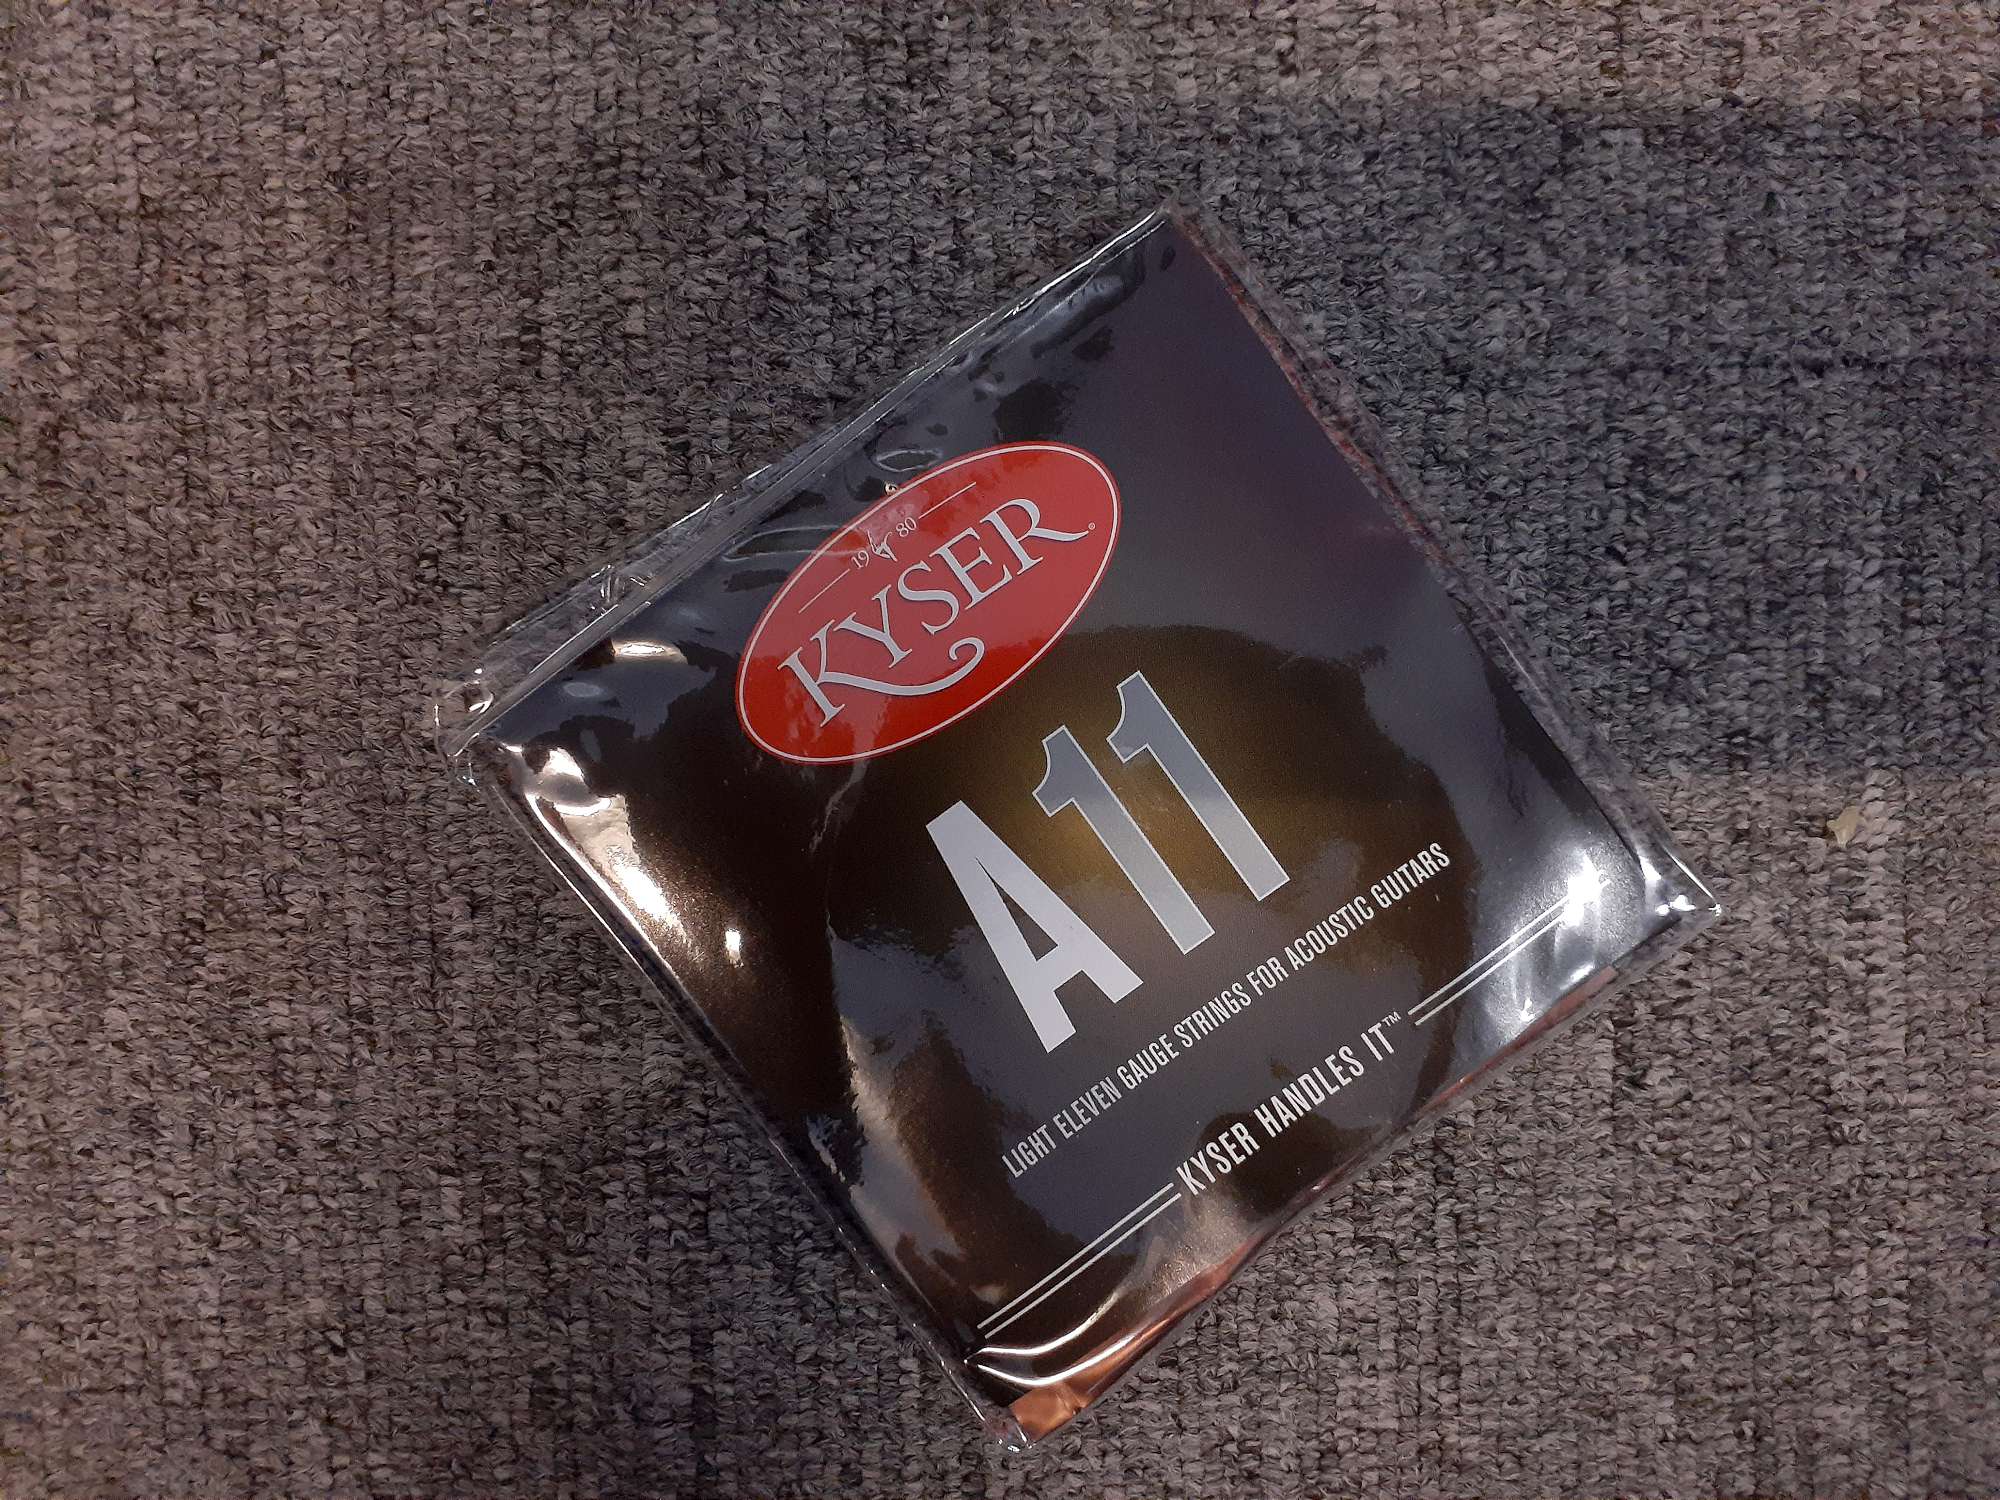 19 80
KYSER®
A11
LIGHT ELEVEN GAUGE STRINGS FOR ACOUSTIC GUITARS
KYSER HANDLES IT™